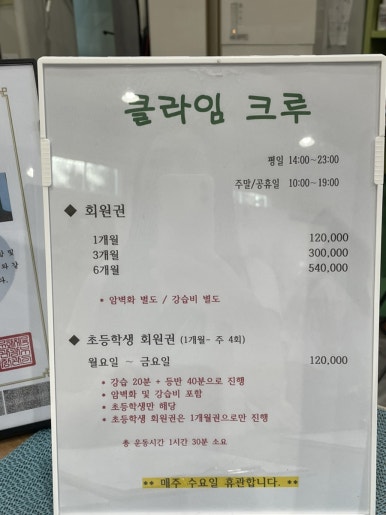 클라임 크루
평일 14:00~23:00
주말/공휴일 10:00~19:00
◆ 회원권
1개월 120,000
3개월 300,000
6개월 540,000
• 암벽화 별도 / 강습비 별도
◆ 초등학생 회원권 (1개월- 주 4회)
월요일 ~ 금요일 120,000
• 강습 20분 + 등반 40분으로 진행
• 암벽화 및 강습비 포함
• 초등학생만 해당
• 초등학생 회원권은 1개월권으로만 진행
총 운동시간 1시간 30분 소요
** 매주 수요일 휴관합니다. **